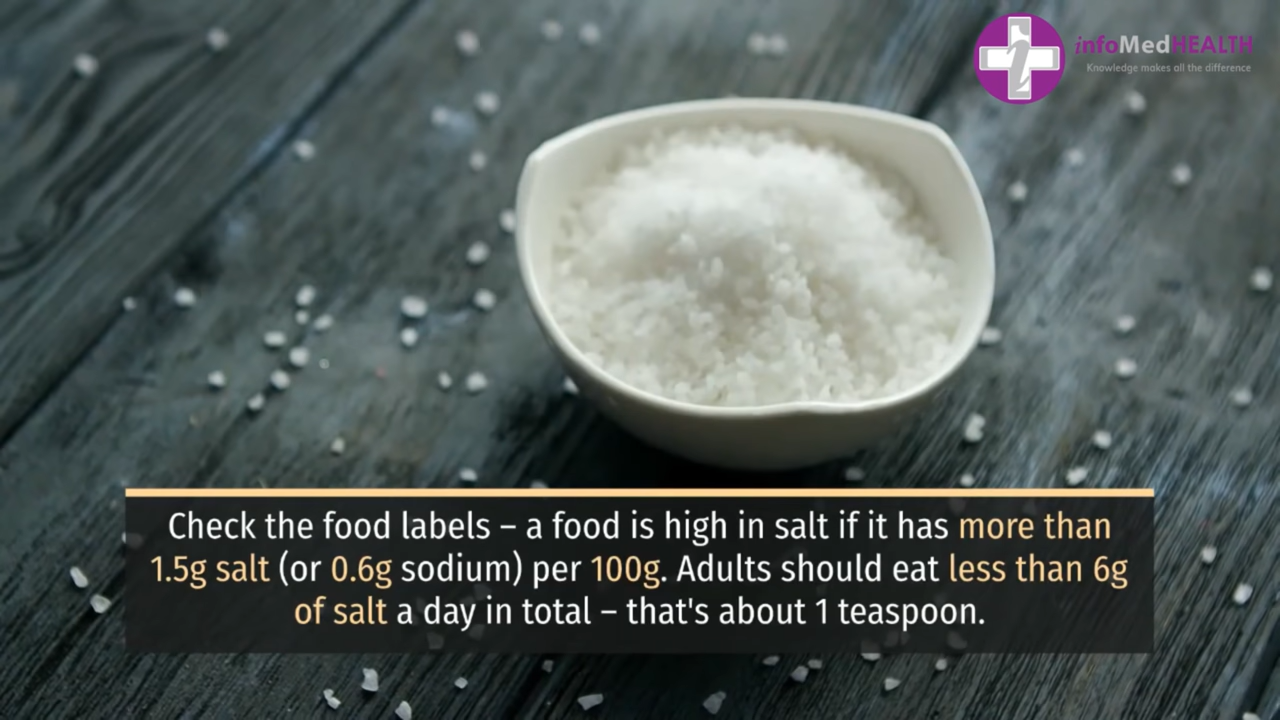 infoMedHEALTH
Knowledge makes all the difference
Check the food labels – a food is high in salt if it has more than
1.5g salt (or 0.6g sodium) per 100g. Adults should eat less than 6g
of salt a day in total – that's about 1 teaspoon.